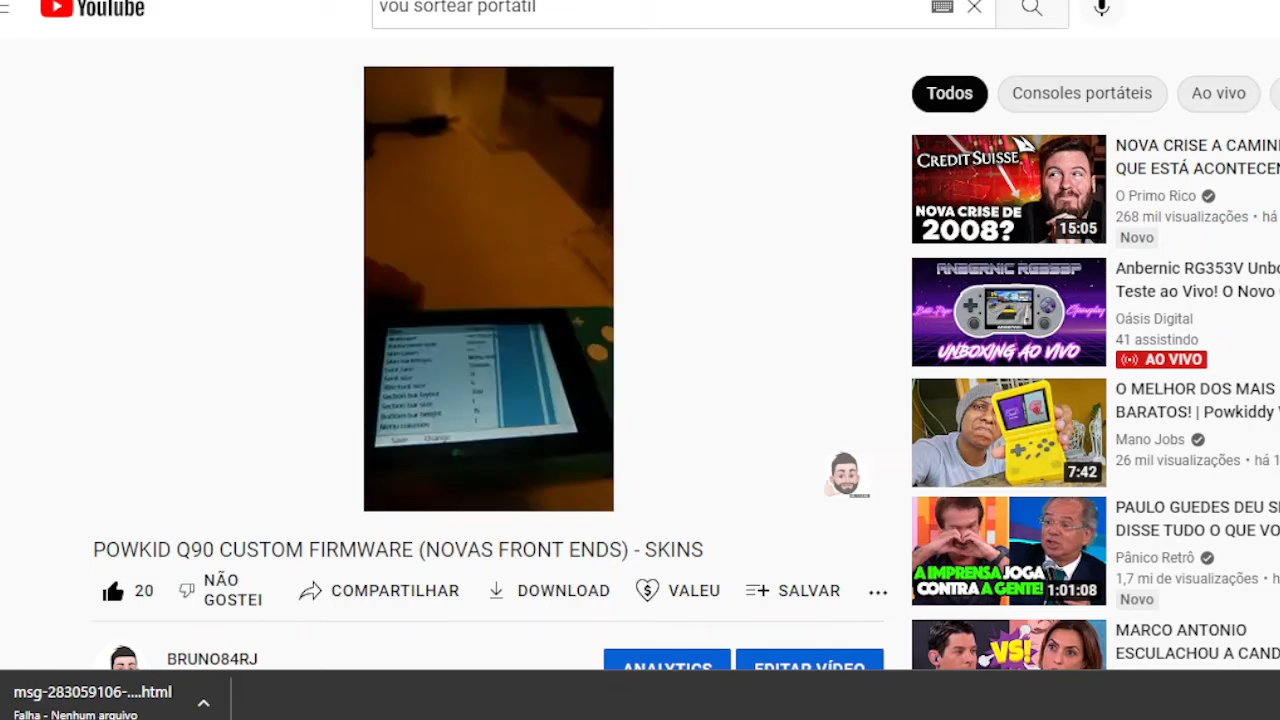 YouTube
vou sortear portatil
Save Change
POWKID Q90 CUSTOM FIRMWARE (NOVAS FRONT ENDS) - SKINS
20
NÃO
GOSTEI
COMPARTILHAR
DOWNLOAD
VALEU
SALVAR
BRUNO84RJ
ANALYTICS
EDITAR VÍDEO
Todos
Consoles portáteis
Ao vivo
CREDIT SUISSE
NOVA CRISE DE
2008?
15:05
NOVA CRISE A CAMIN
QUE ESTÁ ACONTECEN
O Primo Rico
268 mil visualizações • há
Novo
UNBOXING AO VIVO
Anbernic RG353V Unbo
Teste ao Vivo! O Novo
Oásis Digital
41 assistindo
AO VIVO
7:42
O MELHOR DOS MAIS
BARATOS! | Powkiddy
Mano Jobs
26 mil visualizações • há 1
A IMPRENSA JOGA
CONTRA A GENTE!
1:01:08
PAULO GUEDES DEU S
DISSE TUDO O QUE VO
Pânico Retrô
1,7 mi de visualizações • h
Novo
VS!
MARCO ANTONIO
ESCULACHOU A CAND
msg-283059106-....html
Falha - Nenhum arquivo